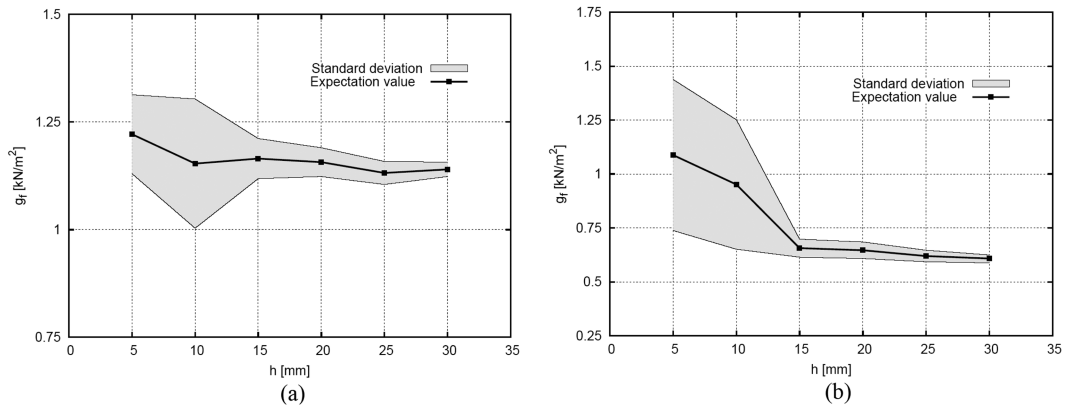 1.5
1.25
1
0.75
g_f [kN/m²]
Standard deviation
Expectation value
0 5 10 15 20 25 30 35
h [mm]
(a)
1.75
1.5
1.25
1
0.75
0.5
0.25
g_f [kN/m²]
Standard deviation
Expectation value
0 5 10 15 20 25 30 35
h [mm]
(b)